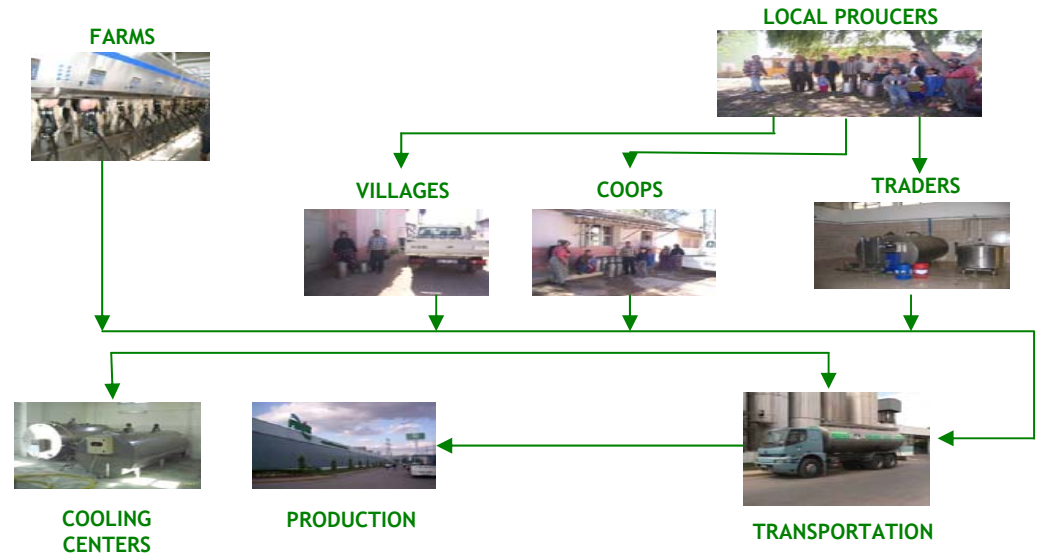 LOCAL PROUCERS
FARMS
VILLAGES
COOPS
TRADERS
COOLING
CENTERS
PRODUCTION
TRANSPORTATION